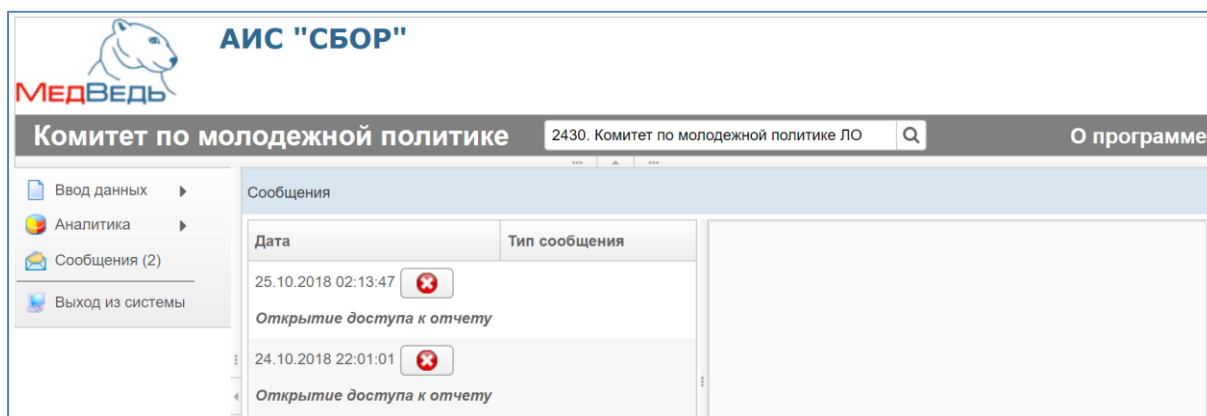 АИС "СБОР"
МедВедь
Комитет по молодежной политике
2430. Комитет по молодежной политике ЛО
О программе
Ввод данных
Аналитика
Сообщения (2)
Выход из системы
Сообщения
Дата Тип сообщения
25.10.2018 02:13:47
Открытие доступа к отчету
24.10.2018 22:01:01
Открытие доступа к отчету